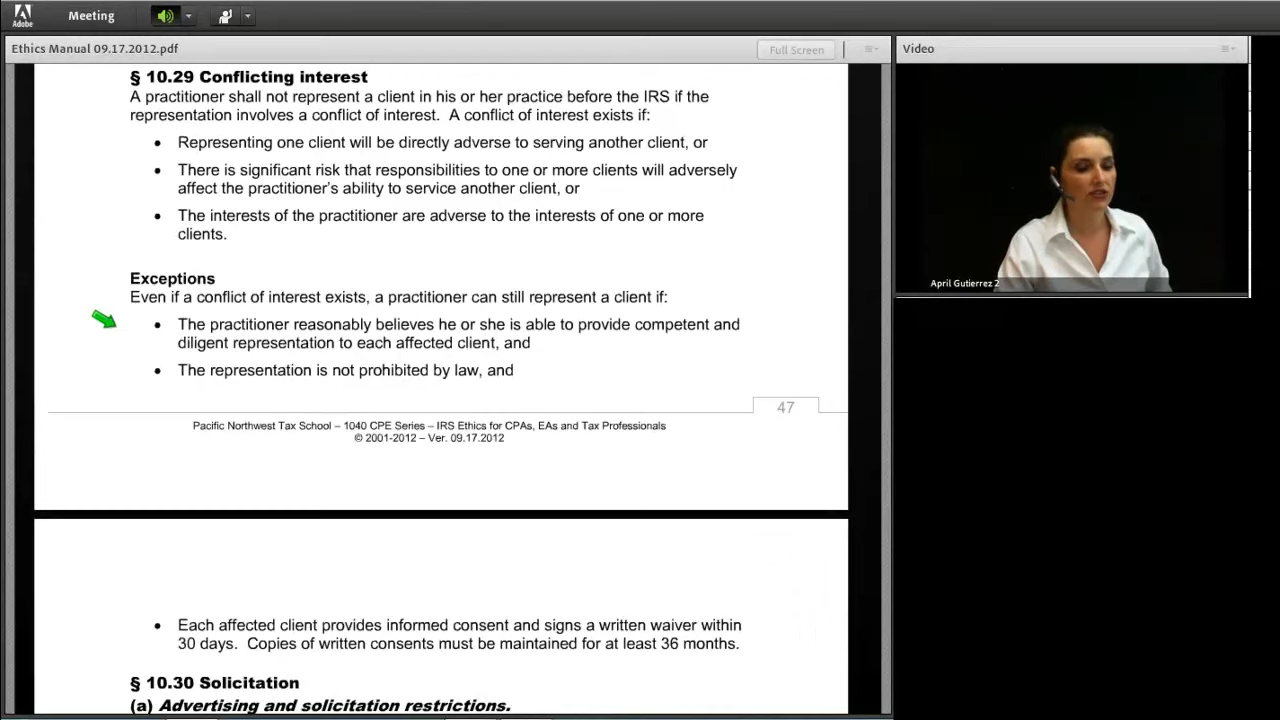 Adobe
Meeting
Ethics Manual 09.17.2012.pdf
Full Screen
Video
§ 10.29 Conflicting interest
A practitioner shall not represent a client in his or her practice before the IRS if the
representation involves a conflict of interest.  A conflict of interest exists if:
• Representing one client will be directly adverse to serving another client, or
• There is significant risk that responsibilities to one or more clients will adversely
affect the practitioner's ability to service another client, or
• The interests of the practitioner are adverse to the interests of one or more
clients.
Exceptions
Even if a conflict of interest exists, a practitioner can still represent a client if:
• The practitioner reasonably believes he or she is able to provide competent and
diligent representation to each affected client, and
• The representation is not prohibited by law, and
47
Pacific Northwest Tax School – 1040 CPE Series – IRS Ethics for CPAs, EAs and Tax Professionals
© 2001-2012 – Ver. 09.17.2012
• Each affected client provides informed consent and signs a written waiver within
30 days.  Copies of written consents must be maintained for at least 36 months.
§ 10.30 Solicitation
(a) Advertising and solicitation restrictions.
April Gutierrez 2